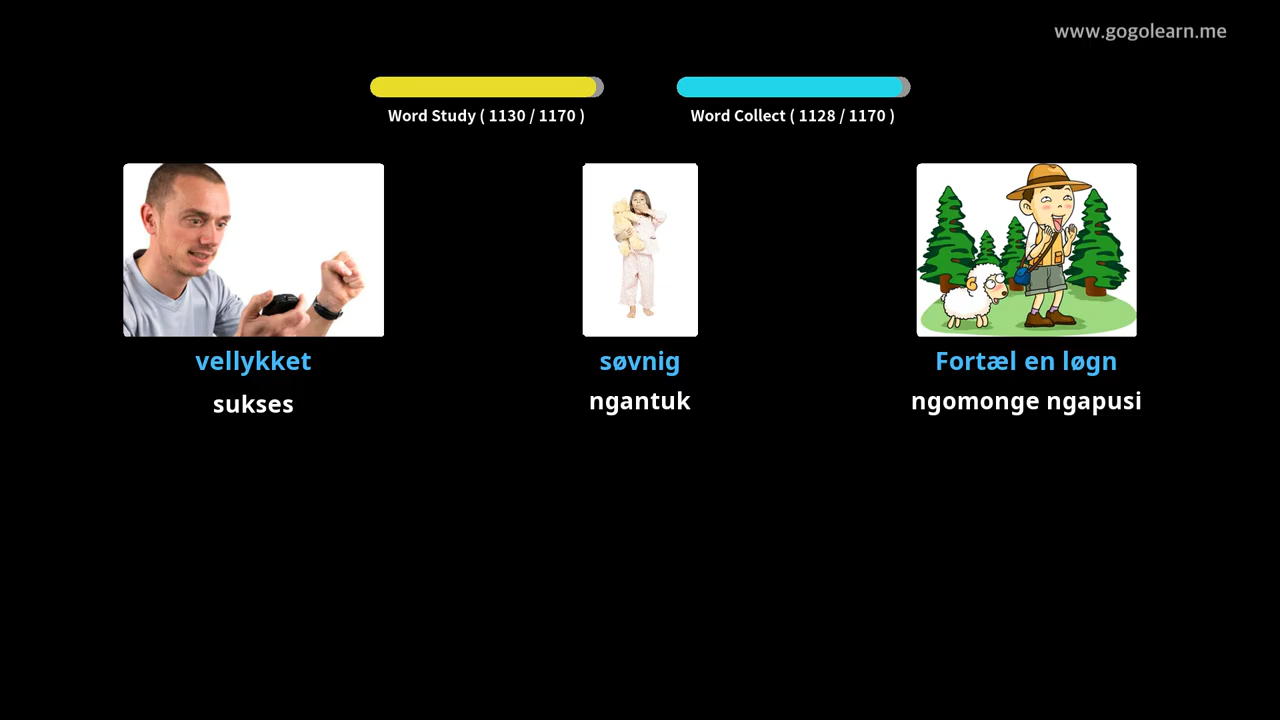 www.gogolearn.me
Word Study ( 1130 / 1170 )
Word Collect ( 1128 / 1170 )
vellykket
søvnig
Fortæl en løgn
sukses
ngantuk
ngomonge ngapusi